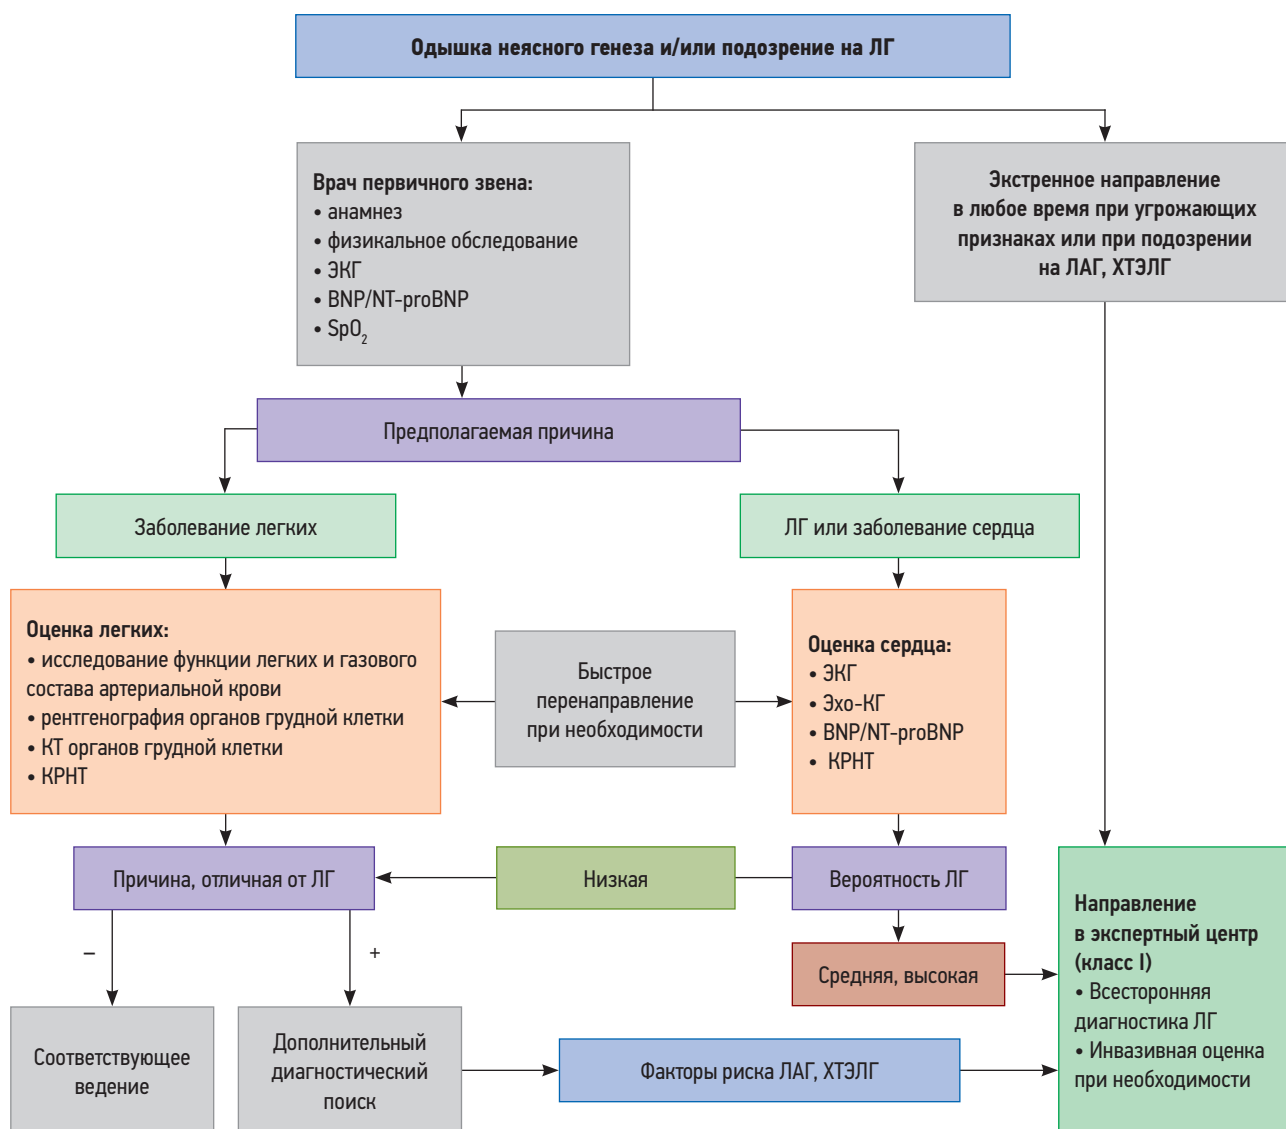 Одышка неясного генеза и/или подозрение на ЛГ
Врач первичного звена:
• анамнез
• физикальное обследование
• ЭКГ
• BNP/NT-proBNP
• SpO₂
Экстренное направление
в любое время при угрожающих
признаках или при подозрении
на ЛАГ, ХТЭЛГ
Предполагаемая причина
Заболевание легких
ЛГ или заболевание сердца
Оценка легких:
• исследование функции легких и газового
состава артериальной крови
• рентгенография органов грудной клетки
• КТ органов грудной клетки
• КРНТ
Быстрое
перенаправление
при необходимости
Оценка сердца:
• ЭКГ
• Эхо-КГ
• BNP/NT-proBNP
• КРНТ
Причина, отличная от ЛГ
Низкая
Вероятность ЛГ
–
+
Средняя, высокая
Направление
в экспертный центр
(класс I)
• Всесторонняя
диагностика ЛГ
• Инвазивная оценка
при необходимости
Соответствующее
ведение
Дополнительный
диагностический
поиск
Факторы риска ЛАГ, ХТЭЛГ